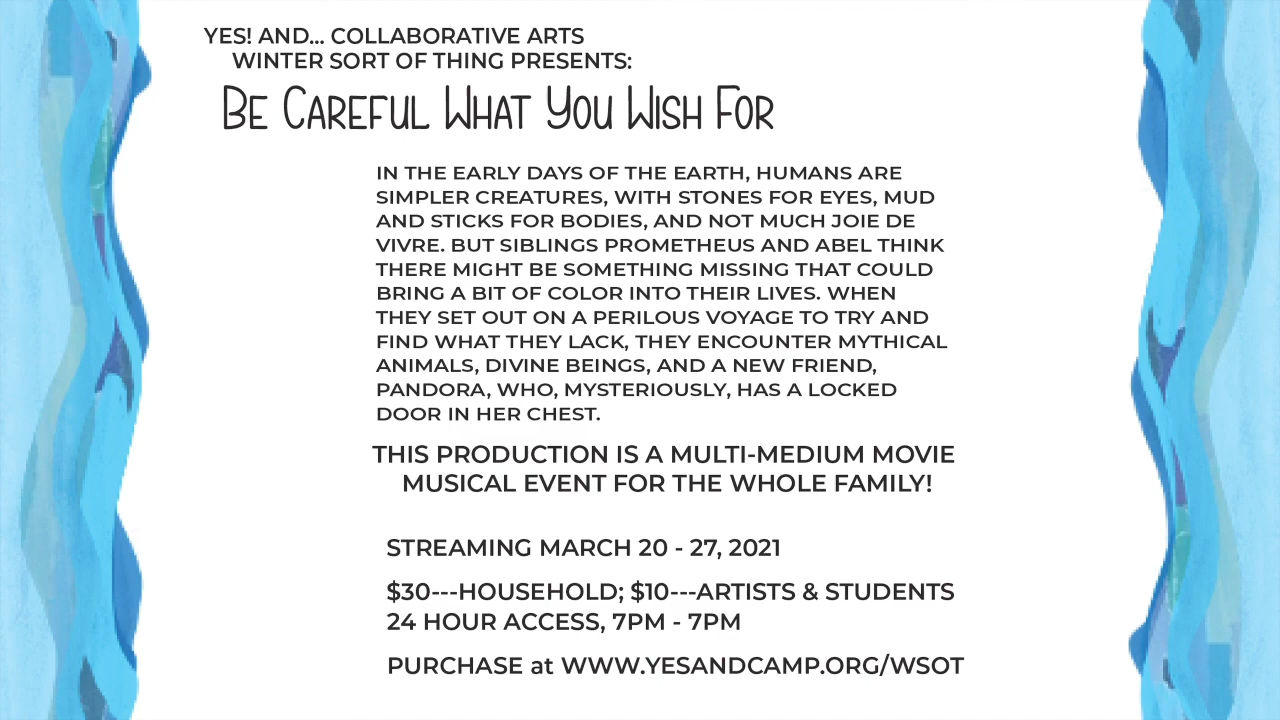 YES! AND... COLLABORATIVE ARTS
WINTER SORT OF THING PRESENTS:
BE CAREFUL WHAT YOU WISH FOR
IN THE EARLY DAYS OF THE EARTH, HUMANS ARE
SIMPLER CREATURES, WITH STONES FOR EYES, MUD
AND STICKS FOR BODIES, AND NOT MUCH JOIE DE
VIVRE. BUT SIBLINGS PROMETHEUS AND ABEL THINK
THERE MIGHT BE SOMETHING MISSING THAT COULD
BRING A BIT OF COLOR INTO THEIR LIVES. WHEN
THEY SET OUT ON A PERILOUS VOYAGE TO TRY AND
FIND WHAT THEY LACK, THEY ENCOUNTER MYTHICAL
ANIMALS, DIVINE BEINGS, AND A NEW FRIEND,
PANDORA, WHO, MYSTERIOUSLY, HAS A LOCKED
DOOR IN HER CHEST.
THIS PRODUCTION IS A MULTI-MEDIUM MOVIE
MUSICAL EVENT FOR THE WHOLE FAMILY!
STREAMING MARCH 20 - 27, 2021
$30---HOUSEHOLD; $10---ARTISTS & STUDENTS
24 HOUR ACCESS, 7PM - 7PM
PURCHASE at WWW.YESANDCAMP.ORG/WSOT